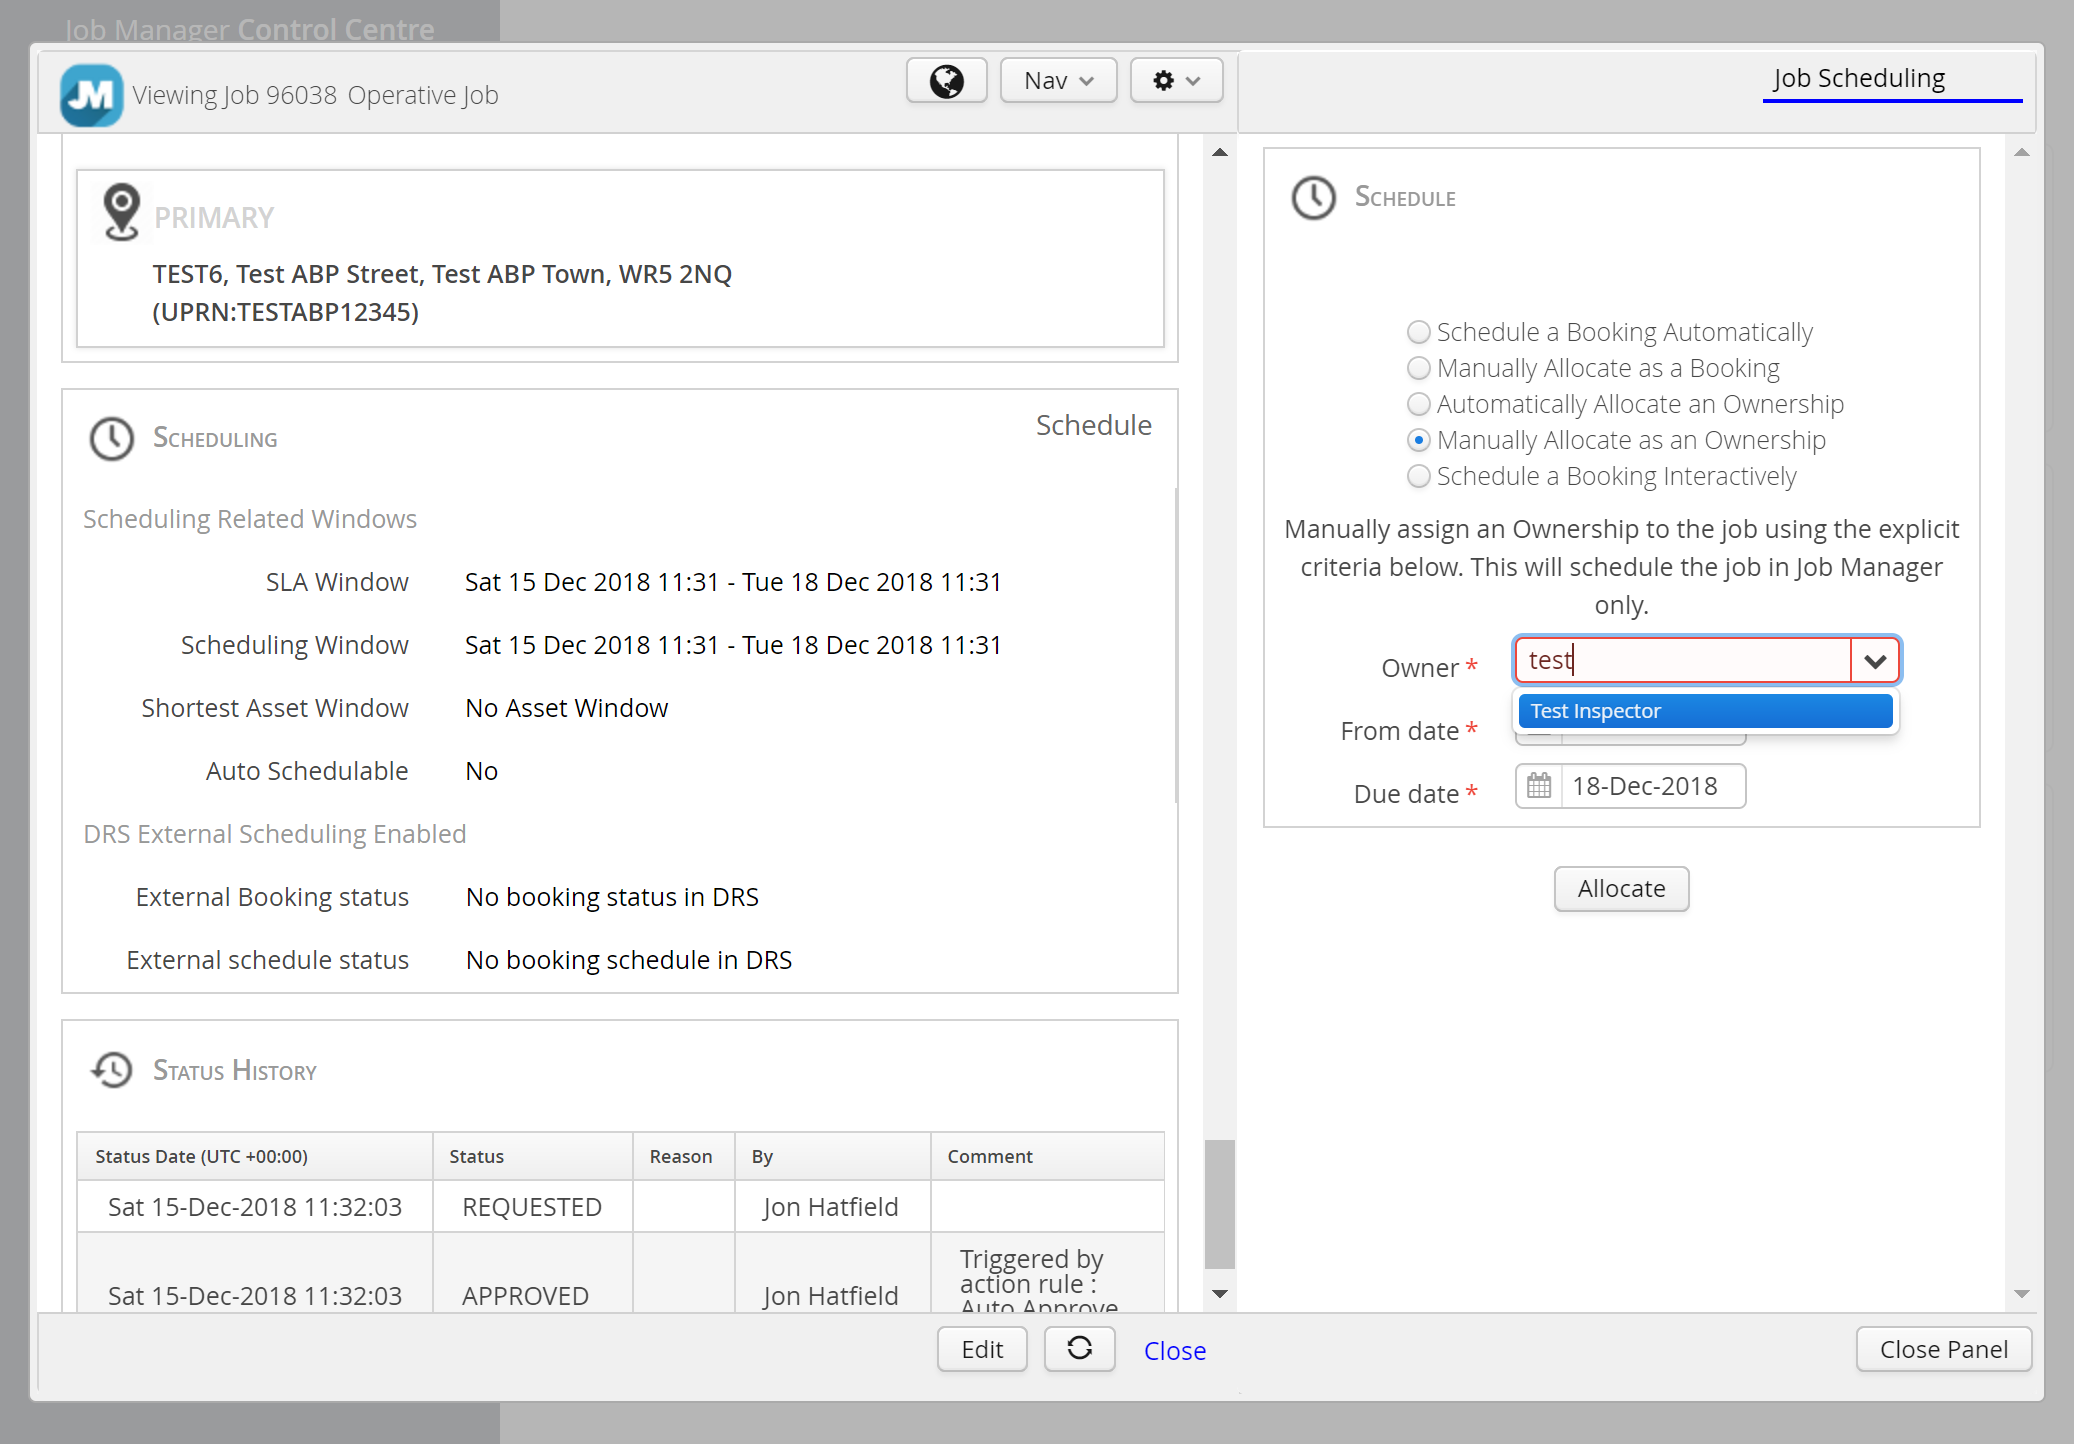 Job Manager Control Centre
JM
Viewing Job 96038 Operative Job
Nav
Job Scheduling
PRIMARY
TEST6, Test ABP Street, Test ABP Town, WR5 2NQ
(UPRN:TESTABP12345)
Scheduling
Schedule
Scheduling Related Windows
SLA Window Sat 15 Dec 2018 11:31 - Tue 18 Dec 2018 11:31
Scheduling Window Sat 15 Dec 2018 11:31 - Tue 18 Dec 2018 11:31
Shortest Asset Window No Asset Window
Auto Schedulable No
DRS External Scheduling Enabled
External Booking status No booking status in DRS
External schedule status No booking schedule in DRS
Status History
Status Date (UTC +00:00) Status Reason By Comment
Sat 15-Dec-2018 11:32:03 REQUESTED Jon Hatfield
Sat 15-Dec-2018 11:32:03 APPROVED Jon Hatfield Triggered by
action rule :
Auto Approve
Edit
Close
Schedule
Schedule a Booking Automatically
Manually Allocate as a Booking
Automatically Allocate an Ownership
Manually Allocate as an Ownership
Schedule a Booking Interactively
Manually assign an Ownership to the job using the explicit
criteria below. This will schedule the job in Job Manager
only.
Owner * test
Test Inspector
From date *
Due date * 18-Dec-2018
Allocate
Close Panel